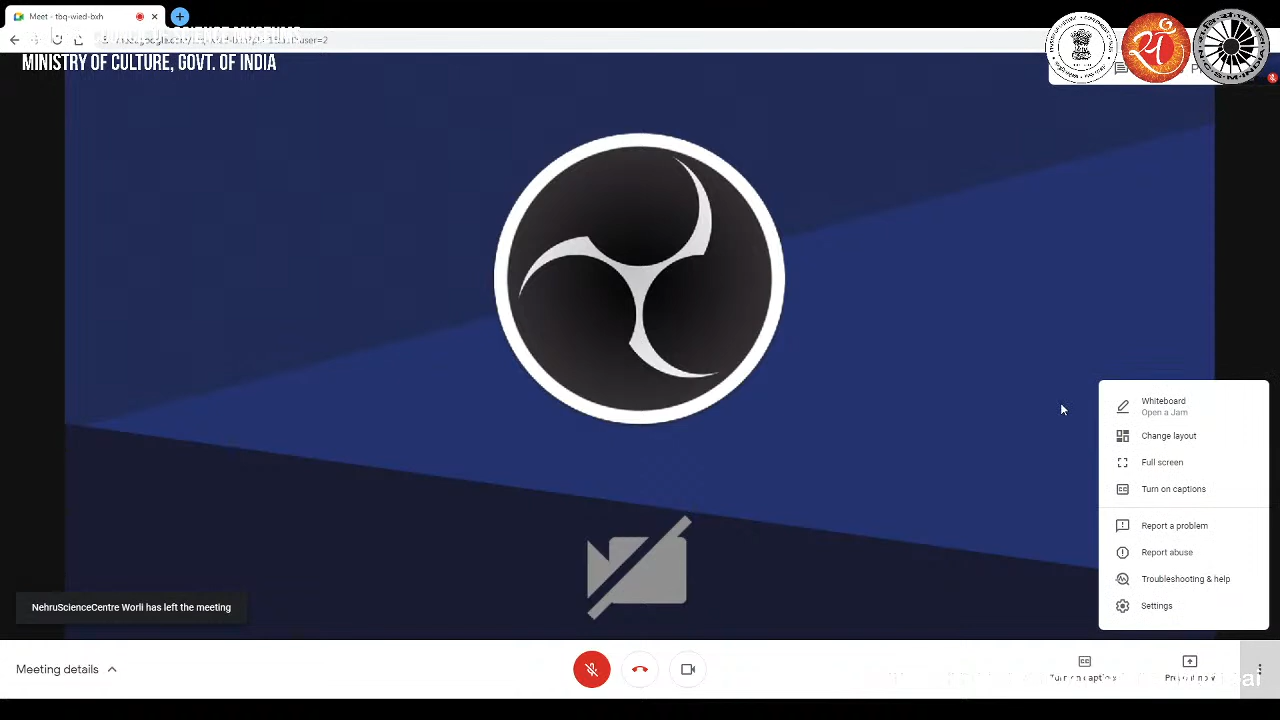 Meet - tbq-wied-bxh
MINISTRY OF CULTURE, GOVT. OF INDIA
Whiteboard
Open a Jam
Change layout
Full screen
Turn on captions
Report a problem
Report abuse
Troubleshooting & help
Settings
NehruScienceCentre Worli has left the meeting
Meeting details